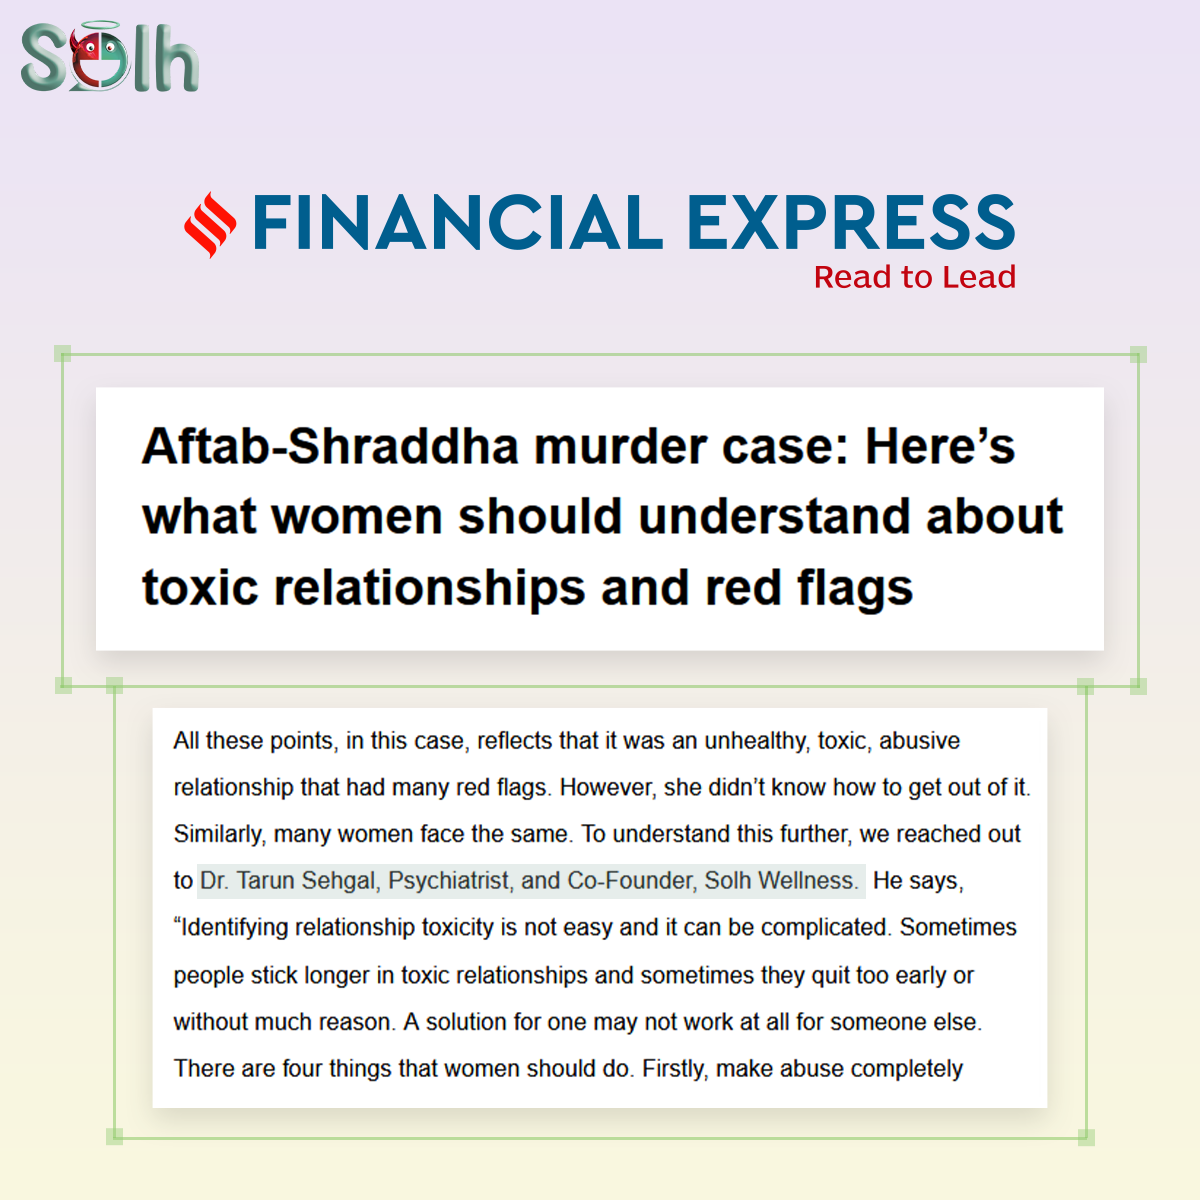 Solh
FINANCIAL EXPRESS
Read to Lead
Aftab-Shraddha murder case: Here’s
what women should understand about
toxic relationships and red flags
All these points, in this case, reflects that it was an unhealthy, toxic, abusive
relationship that had many red flags. However, she didn’t know how to get out of it.
Similarly, many women face the same. To understand this further, we reached out
to Dr. Tarun Sehgal, Psychiatrist, and Co-Founder, Solh Wellness. He says,
“Identifying relationship toxicity is not easy and it can be complicated. Sometimes
people stick longer in toxic relationships and sometimes they quit too early or
without much reason. A solution for one may not work at all for someone else.
There are four things that women should do. Firstly, make abuse completely